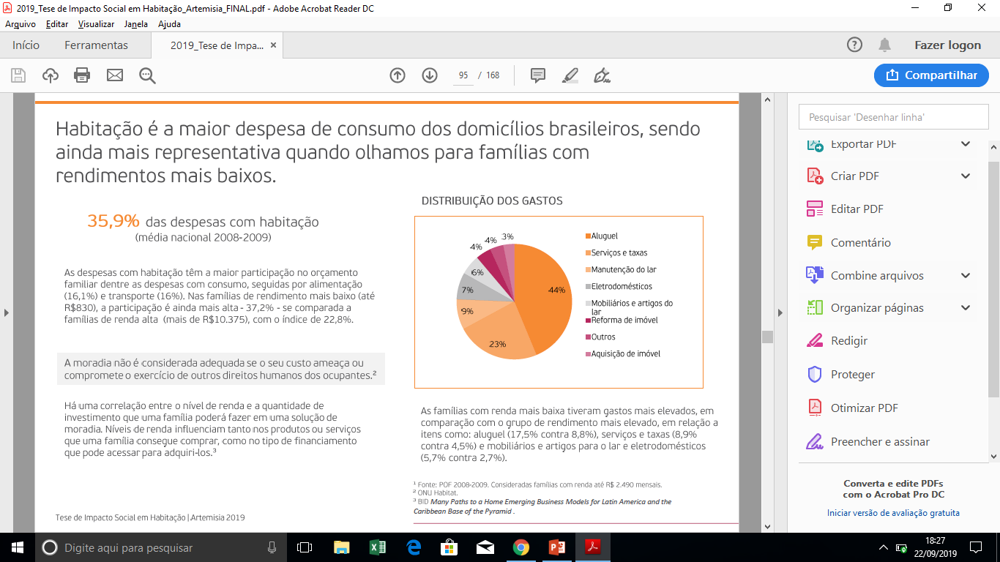 2019_Tese de Impacto Social em Habitação_Artemisia_FINAL.pdf - Adobe Acrobat Reader DC
Arquivo Editar Visualizar Janela Ajuda
Início Ferramentas 2019_Tese de Impa... × Fazer logon
95 / 168 Compartilhar
Habitação é a maior despesa de consumo dos domicílios brasileiros, sendo
ainda mais representativa quando olhamos para famílias com
rendimentos mais baixos.
35,9% das despesas com habitação
(média nacional 2008-2009)
As despesas com habitação têm a maior participação no orçamento
familiar dentre as despesas com consumo, seguidas por alimentação
(16,1%) e transporte (16%). Nas famílias de rendimento mais baixo (até
R$830), a participação é ainda mais alta - 37,2% - se comparada a
famílias de renda alta (mais de R$10.375), com o índice de 22,8%.
A moradia não é considerada adequada se o seu custo ameaça ou
compromete o exercício de outros direitos humanos dos ocupantes.²
Há uma correlação entre o nível de renda e a quantidade de
investimento que uma família poderá fazer em uma solução de
moradia. Níveis de renda influenciam tanto nos produtos ou serviços
que uma família consegue comprar, como no tipo de financiamento
que pode acessar para adquiri-los.³
Tese de Impacto Social em Habitação | Artemisia 2019
DISTRIBUIÇÃO DOS GASTOS
44%
23%
9%
7%
6%
4%
4%
3%
Aluguel
Serviços e taxas
Manutenção do lar
Eletrodomésticos
Mobiliários e artigos do
lar
Reforma de imóvel
Outros
Aquisição de imóvel
As famílias com renda mais baixa tiveram gastos mais elevados, em
comparação com o grupo de rendimento mais elevado, em relação a
itens como: aluguel (17,5% contra 8,8%), serviços e taxas (8,9%
contra 4,5%) e mobiliários e artigos para o lar e eletrodomésticos
(5,7% contra 2,7%).
¹ Fonte: POF 2008-2009. Consideradas famílias com renda até R$ 2.490 mensais.
² ONU Habitat.
³ BID Many Paths to a Home Emerging Business Models for Latin America and the
Caribbean Base of the Pyramid .
Pesquisar 'Desenhar linha'
Exportar PDF
Criar PDF
Editar PDF
Comentário
Combine arquivos
Organizar páginas
Redigir
Proteger
Otimizar PDF
Preencher e assinar
Converta e edite PDFs
com o Acrobat Pro DC
Iniciar versão de avaliação gratuita
Digite aqui para pesquisar
18:27
22/09/2019